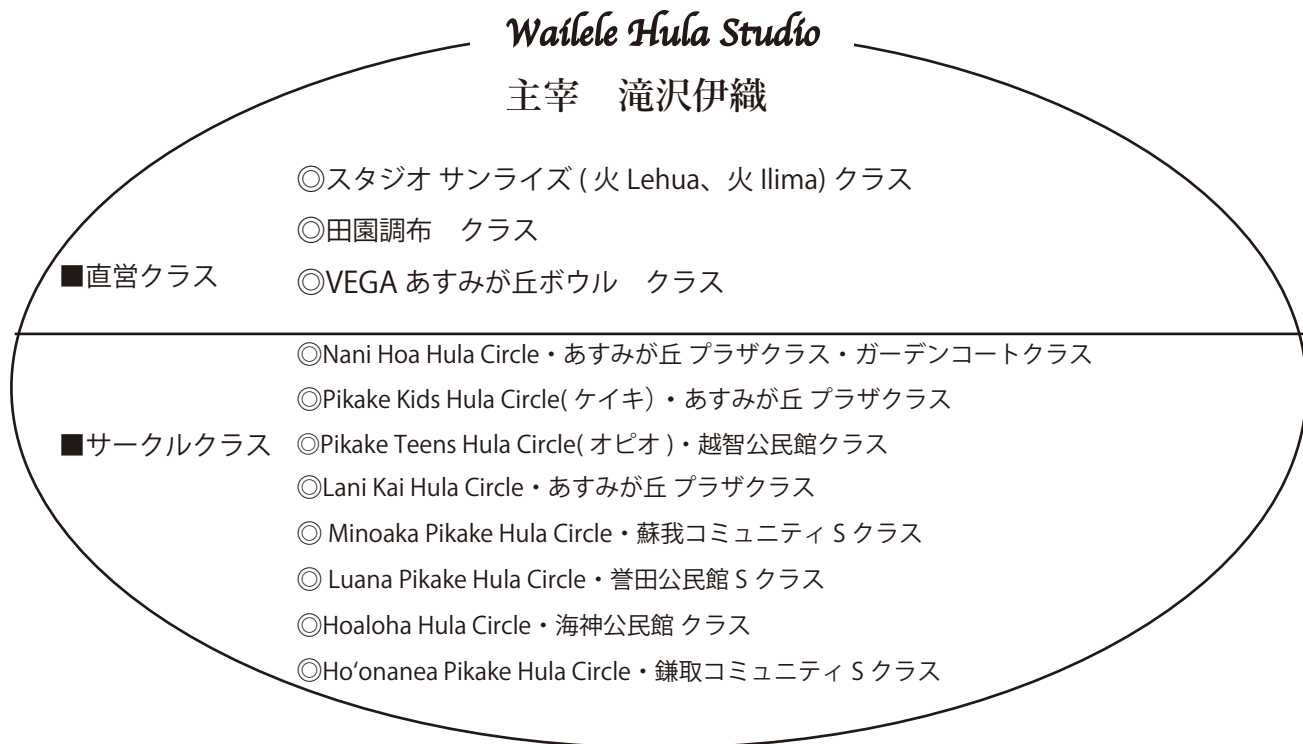 Wailele Hula Studio
主宰　滝沢伊織
◎スタジオ サンライズ ( 火 Lehua、火 Ilima) クラス
◎田園調布　クラス
■直営クラス
◎VEGA あすみが丘ボウル　クラス
◎Nani Hoa Hula Circle・あすみが丘 プラザクラス・ガーデンコートクラス
◎Pikake Kids Hula Circle( ケイキ）・あすみが丘 プラザクラス
■サークルクラス
◎Pikake Teens Hula Circle( オピオ )・越智公民館クラス
◎Lani Kai Hula Circle・あすみが丘 プラザクラス
◎ Minoaka Pikake Hula Circle・蘇我コミュニティ S クラス
◎ Luana Pikake Hula Circle・誉田公民館 S クラス
◎Hoaloha Hula Circle・海神公民館 クラス
◎Hoʻonanea Pikake Hula Circle・鎌取コミュニティ S クラス